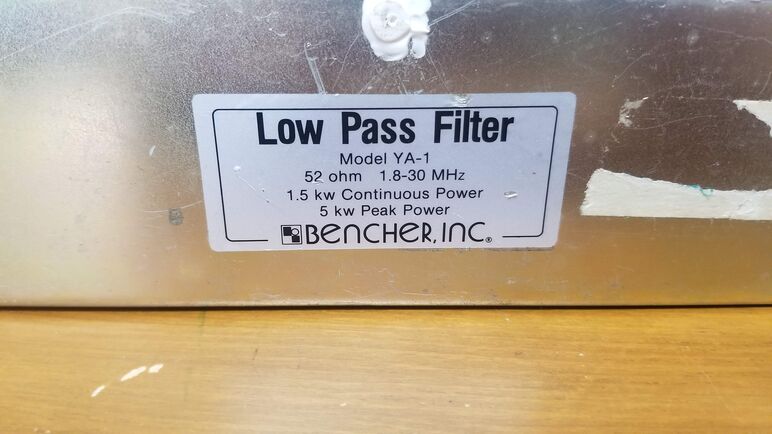 Low Pass Filter
Model YA-1
52 ohm 1.8-30 MHz
1.5 kw Continuous Power
5 kw Peak Power
BENCHER, INC.®